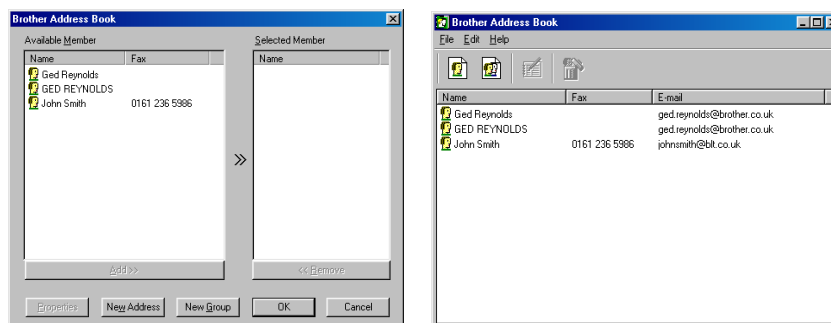 Brother Address Book
Available Member
Selected Member
Name Fax
Name
Ged Reynolds
GED REYNOLDS
John Smith 0161 236 5986
Add >>
<< Remove
Properties
New Address
New Group
OK
Cancel
Brother Address Book
File Edit Help
Name Fax E-mail
Ged Reynolds ged.reynolds@brother.co.uk
GED REYNOLDS ged.reynolds@brother.co.uk
John Smith 0161 236 5986 johnsmith@blt.co.uk